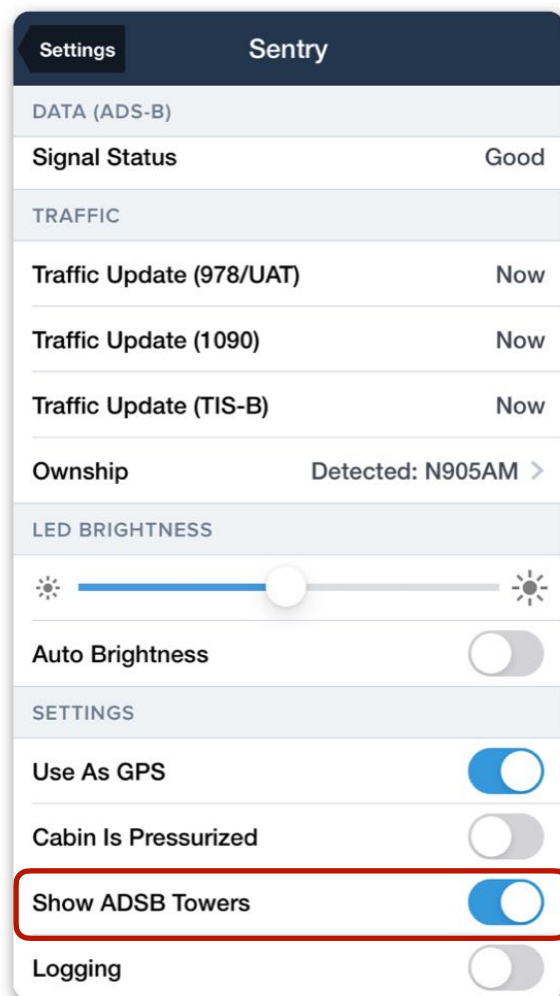 Settings
Sentry
DATA (ADS-B)
Signal Status Good
TRAFFIC
Traffic Update (978/UAT) Now
Traffic Update (1090) Now
Traffic Update (TIS-B) Now
Ownship Detected: N905AM >
LED BRIGHTNESS
Auto Brightness
SETTINGS
Use As GPS
Cabin Is Pressurized
Show ADSB Towers
Logging